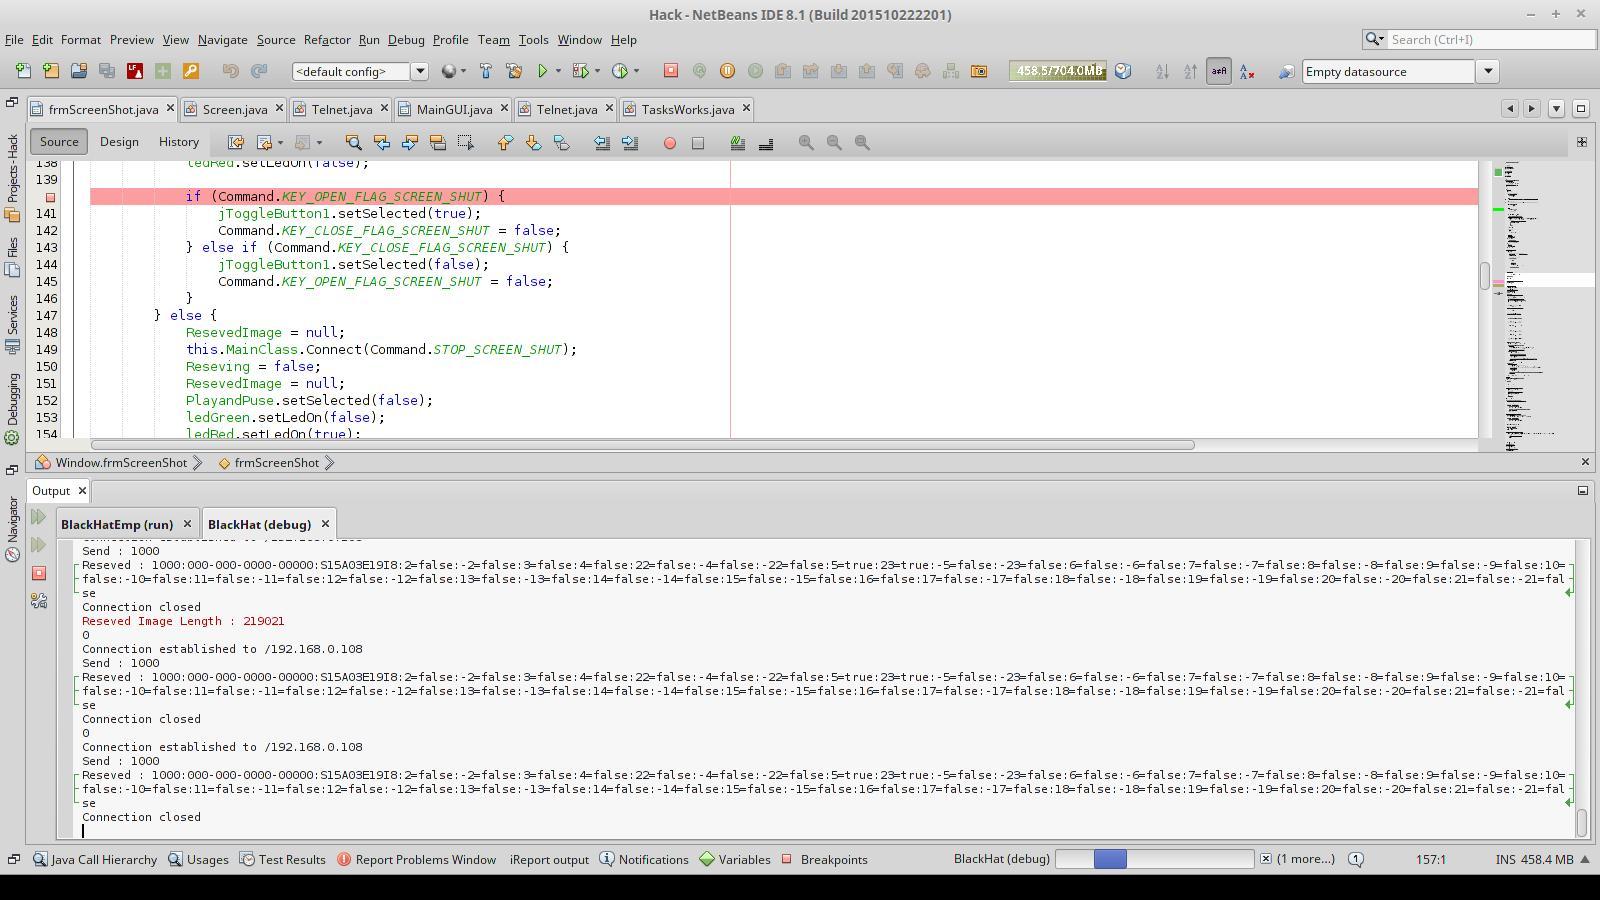 Hack - NetBeans IDE 8.1 (Build 201510222201)
File Edit Format Preview View Navigate Source Refactor Run Debug Profile Team Tools Window Help
Search (Ctrl+I)
<default config>
458.5/704.0MB
Empty datasource
frmScreenShot.java Screen.java Telnet.java MainGUI.java Telnet.java TasksWorks.java
Source Design History
Projects - Hack
Files
Services
Debugging
Navigator
138 ledRed.setLedOn(false);
139
if (Command.KEY_OPEN_FLAG_SCREEN_SHUT) {
141 jToggleButton1.setSelected(true);
142 Command.KEY_CLOSE_FLAG_SCREEN_SHUT = false;
143 } else if (Command.KEY_CLOSE_FLAG_SCREEN_SHUT) {
144 jToggleButton1.setSelected(false);
145 Command.KEY_OPEN_FLAG_SCREEN_SHUT = false;
146 }
147 } else {
148 ResevedImage = null;
149 this.MainClass.Connect(Command.STOP_SCREEN_SHUT);
150 Reseving = false;
151 ResevedImage = null;
152 PlayandPuse.setSelected(false);
153 ledGreen.setLedOn(false);
154 ledRed.setLedOn(true);
Window.frmScreenShot frmScreenShot
Output
BlackHatEmp (run) BlackHat (debug)
Send : 1000
Reseved : 1000:000-000-0000-00000:S15A03E19I8:2=false:-2=false:3=false:4=false:22=false:-4=false:-22=false:5=true:23=true:-5=false:-23=false:6=false:-6=false:7=false:-7=false:8=false:-8=false:9=false:-9=false:10=
false:-10=false:11=false:-11=false:12=false:-12=false:13=false:-13=false:14=false:-14=false:15=false:-15=false:16=false:17=false:-17=false:18=false:-18=false:19=false:-19=false:20=false:-20=false:21=false:-21=fal
se
Connection closed
Reseved Image Length : 219021
0
Connection established to /192.168.0.108
Send : 1000
Reseved : 1000:000-000-0000-00000:S15A03E19I8:2=false:-2=false:3=false:4=false:22=false:-4=false:-22=false:5=true:23=true:-5=false:-23=false:6=false:-6=false:7=false:-7=false:8=false:-8=false:9=false:-9=false:10=
false:-10=false:11=false:-11=false:12=false:-12=false:13=false:-13=false:14=false:-14=false:15=false:-15=false:16=false:17=false:-17=false:18=false:-18=false:19=false:-19=false:20=false:-20=false:21=false:-21=fal
se
Connection closed
0
Connection established to /192.168.0.108
Send : 1000
Reseved : 1000:000-000-0000-00000:S15A03E19I8:2=false:-2=false:3=false:4=false:22=false:-4=false:-22=false:5=true:23=true:-5=false:-23=false:6=false:-6=false:7=false:-7=false:8=false:-8=false:9=false:-9=false:10=
false:-10=false:11=false:-11=false:12=false:-12=false:13=false:-13=false:14=false:-14=false:15=false:-15=false:16=false:17=false:-17=false:18=false:-18=false:19=false:-19=false:20=false:-20=false:21=false:-21=fal
se
Connection closed
Java Call Hierarchy Usages Test Results Report Problems Window iReport output Notifications Variables Breakpoints BlackHat (debug) (1 more...) 157:1 INS 458.4 MB